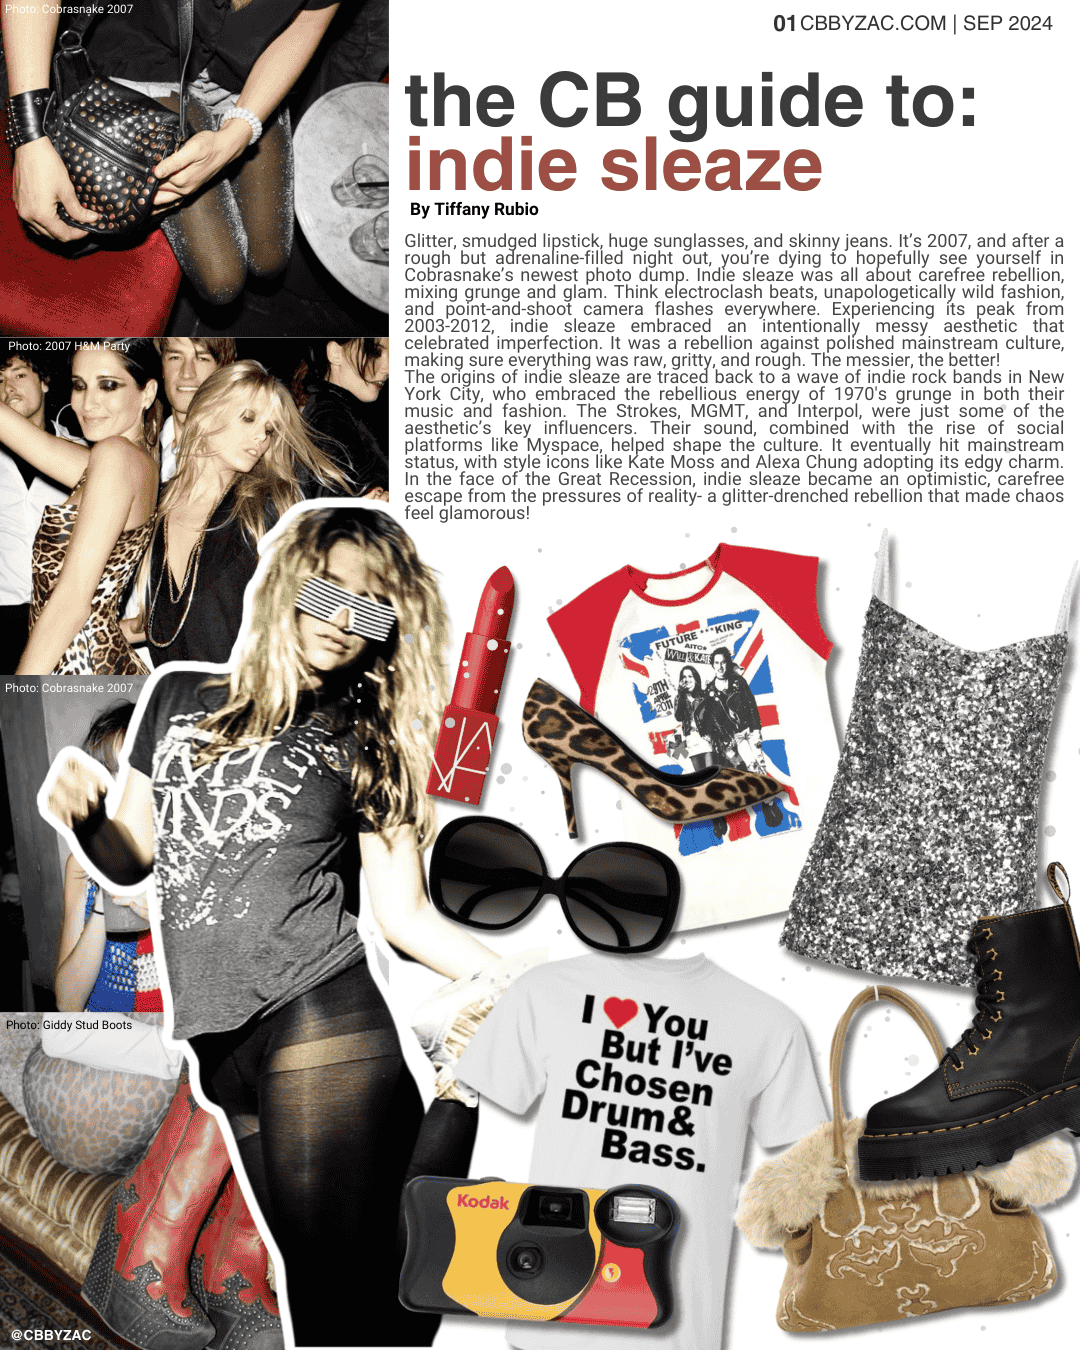 Photo: Cobrasnake 2007
01 CBBYZAC.COM | SEP 2024
the CB guide to:
indie sleaze
By Tiffany Rubio
Glitter, smudged lipstick, huge sunglasses, and skinny jeans. It’s 2007, and after a
rough but adrenaline-filled night out, you’re dying to hopefully see yourself in
Cobrasnake’s newest photo dump. Indie sleaze was all about carefree rebellion,
mixing grunge and glam. Think electroclash beats, unapologetically wild fashion,
and point-and-shoot camera flashes everywhere. Experiencing its peak from
2003-2012, indie sleaze embraced an intentionally messy aesthetic that
celebrated imperfection. It was a rebellion against polished mainstream culture,
making sure everything was raw, gritty, and rough. The messier, the better!
The origins of indie sleaze are traced back to a wave of indie rock bands in New
York City, who embraced the rebellious energy of 1970's grunge in both their
music and fashion. The Strokes, MGMT, and Interpol, were just some of the
aesthetic’s key influencers. Their sound, combined with the rise of social
platforms like Myspace, helped shape the culture. It eventually hit mainstream
status, with style icons like Kate Moss and Alexa Chung adopting its edgy charm.
In the face of the Great Recession, indie sleaze became an optimistic, carefree
escape from the pressures of reality- a glitter-drenched rebellion that made chaos
feel glamorous!
Photo: 2007 H&M Party
Photo: Cobrasnake 2007
FUTURE ***KING
WILL & KATE
29TH
APRIL
2011
NARS
I ♥ You
But I’ve
Chosen
Drum&
Bass.
Photo: Giddy Stud Boots
Kodak
@CBBYZAC